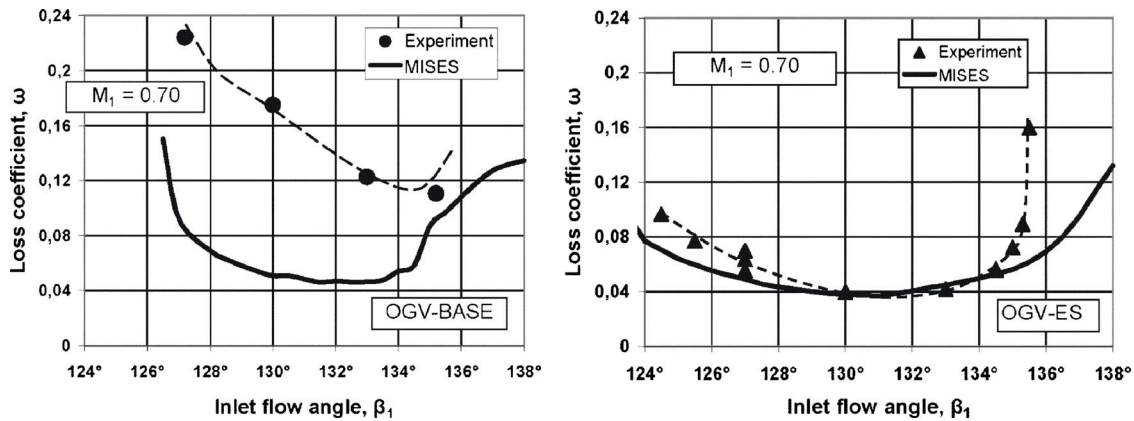 0,24
0,2
0,16
0,12
0,08
0,04
0
Loss coefficient, ω
Experiment
MISES
M1 = 0.70
OGV-BASE
124° 126° 128° 130° 132° 134° 136° 138°
Inlet flow angle, β1
0,24
0,2
0,16
0,12
0,08
0,04
0
Loss coefficient, ω
M1 = 0.70
Experiment
MISES
OGV-ES
124° 126° 128° 130° 132° 134° 136° 138°
Inlet flow angle, β1